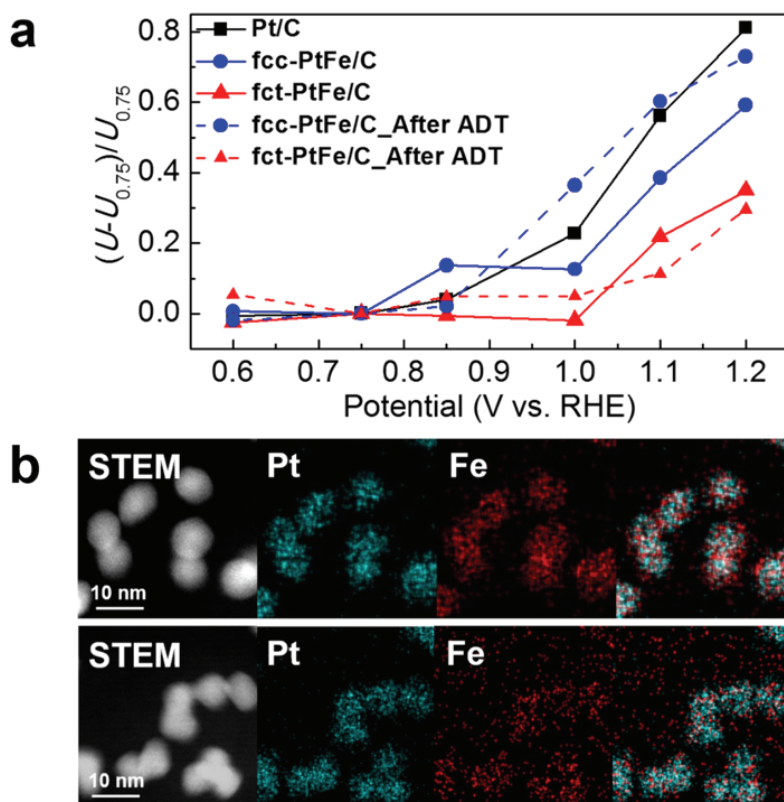 a
(U-U0.75)/U0.75
0.8
0.6
0.4
0.2
0.0
Pt/C
fcc-PtFe/C
fct-PtFe/C
fcc-PtFe/C_After ADT
fct-PtFe/C_After ADT
0.6 0.7 0.8 0.9 1.0 1.1 1.2
Potential (V vs. RHE)
b
STEM Pt Fe
10 nm
STEM Pt Fe
10 nm